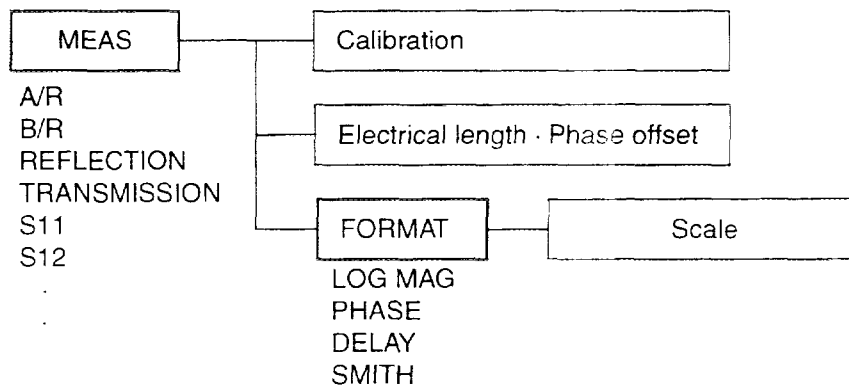 MEAS
Calibration
A/R
B/R
REFLECTION
TRANSMISSION
S11
S12
.
.
Electrical length · Phase offset
FORMAT
Scale
LOG MAG
PHASE
DELAY
SMITH